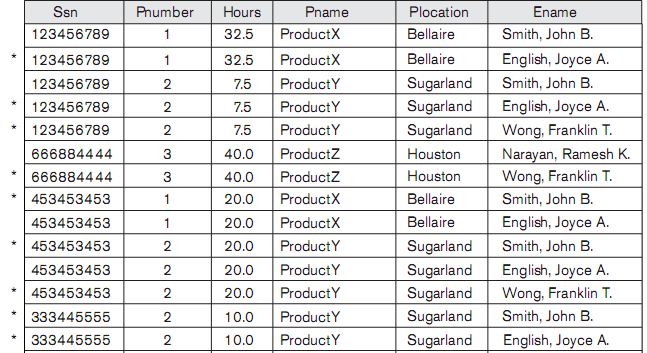 Ssn Pnumber Hours Pname Plocation Ename
123456789 1 32.5 ProductX Bellaire Smith, John B.
* 123456789 1 32.5 ProductX Bellaire English, Joyce A.
123456789 2 7.5 ProductY Sugarland Smith, John B.
* 123456789 2 7.5 ProductY Sugarland English, Joyce A.
* 123456789 2 7.5 ProductY Sugarland Wong, Franklin T.
666884444 3 40.0 ProductZ Houston Narayan, Ramesh K.
* 666884444 3 40.0 ProductZ Houston Wong, Franklin T.
* 453453453 1 20.0 ProductX Bellaire Smith, John B.
453453453 1 20.0 ProductX Bellaire English, Joyce A.
* 453453453 2 20.0 ProductY Sugarland Smith, John B.
453453453 2 20.0 ProductY Sugarland English, Joyce A.
* 453453453 2 20.0 ProductY Sugarland Wong, Franklin T.
* 333445555 2 10.0 ProductY Sugarland Smith, John B.
* 333445555 2 10.0 ProductY Sugarland English, Joyce A.